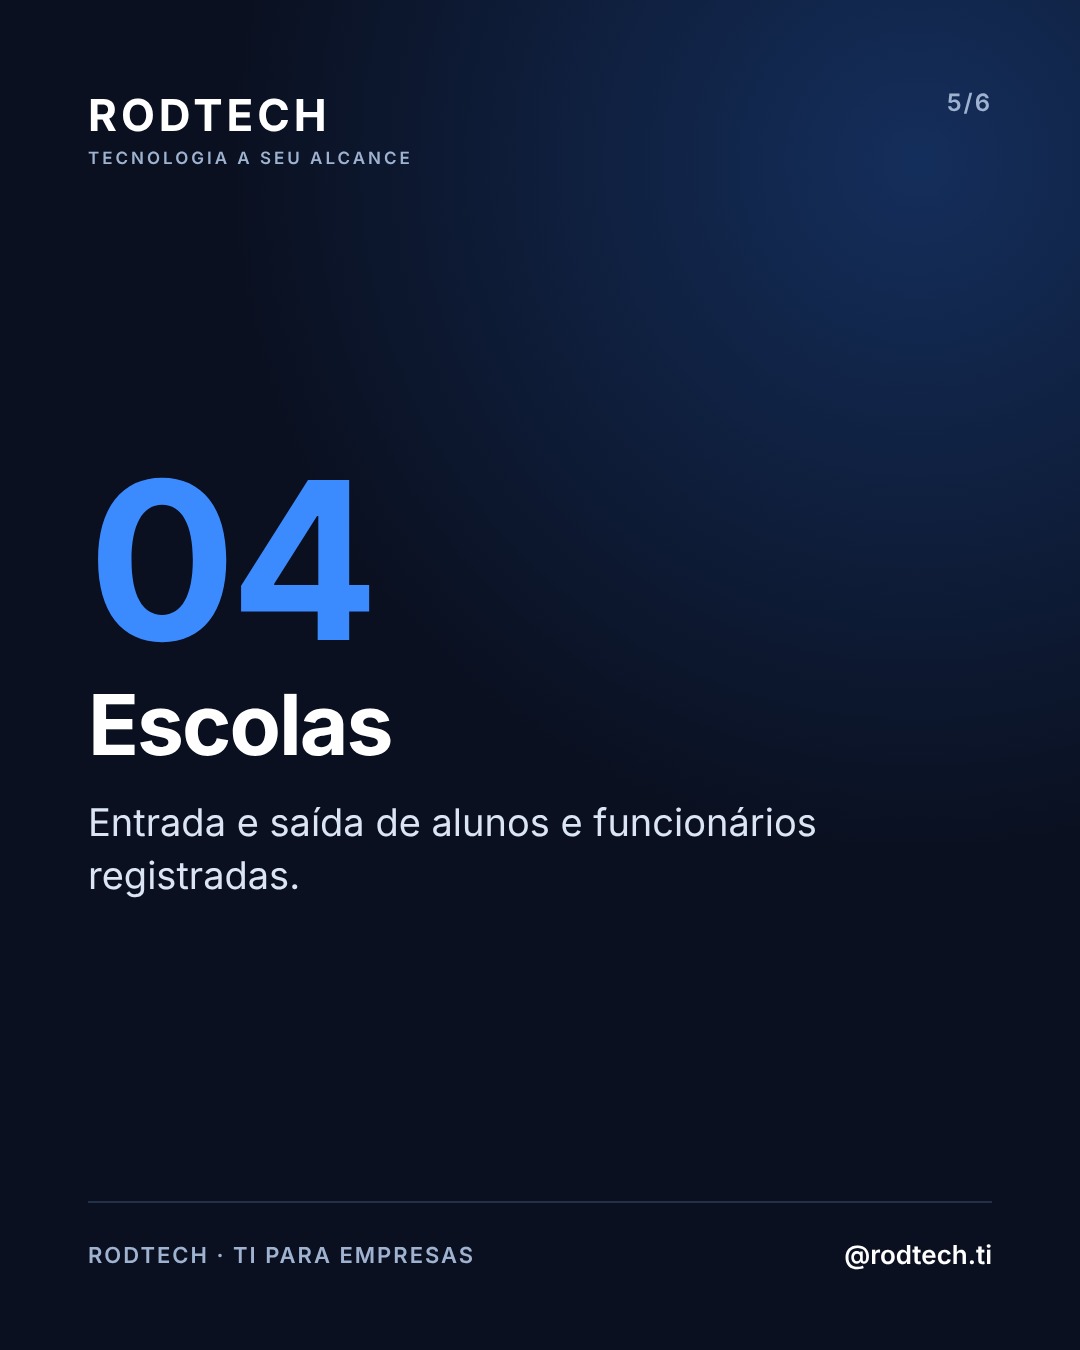 RODTECH
TECNOLOGIA A SEU ALCANCE
5/6
04
Escolas
Entrada e saída de alunos e funcionários
registradas.
RODTECH · TI PARA EMPRESAS
@rodtech.ti